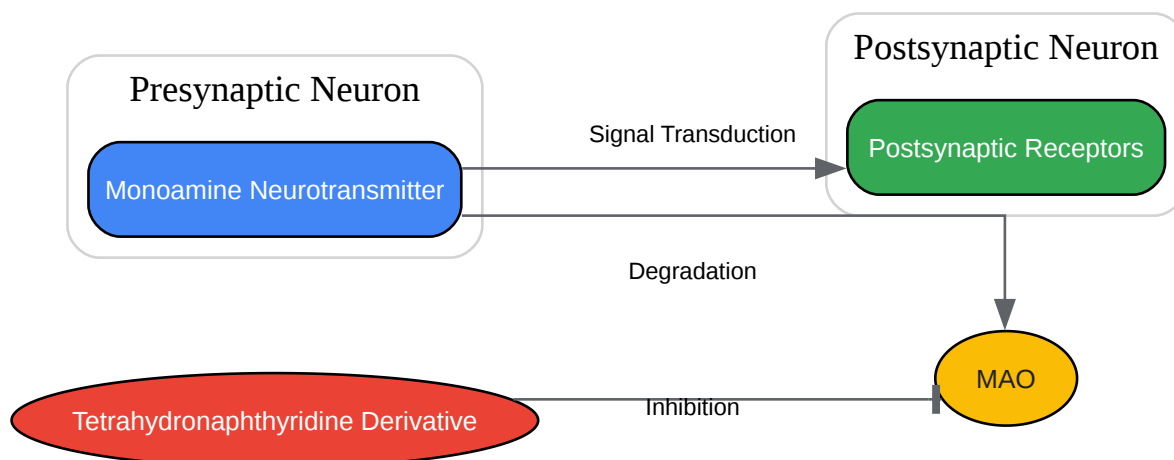 Postsynaptic Neuron
Presynaptic Neuron
Signal Transduction
Postsynaptic Receptors
Monoamine Neurotransmitter
Degradation
MAO
Inhibition
Tetrahydronaphthyridine Derivative